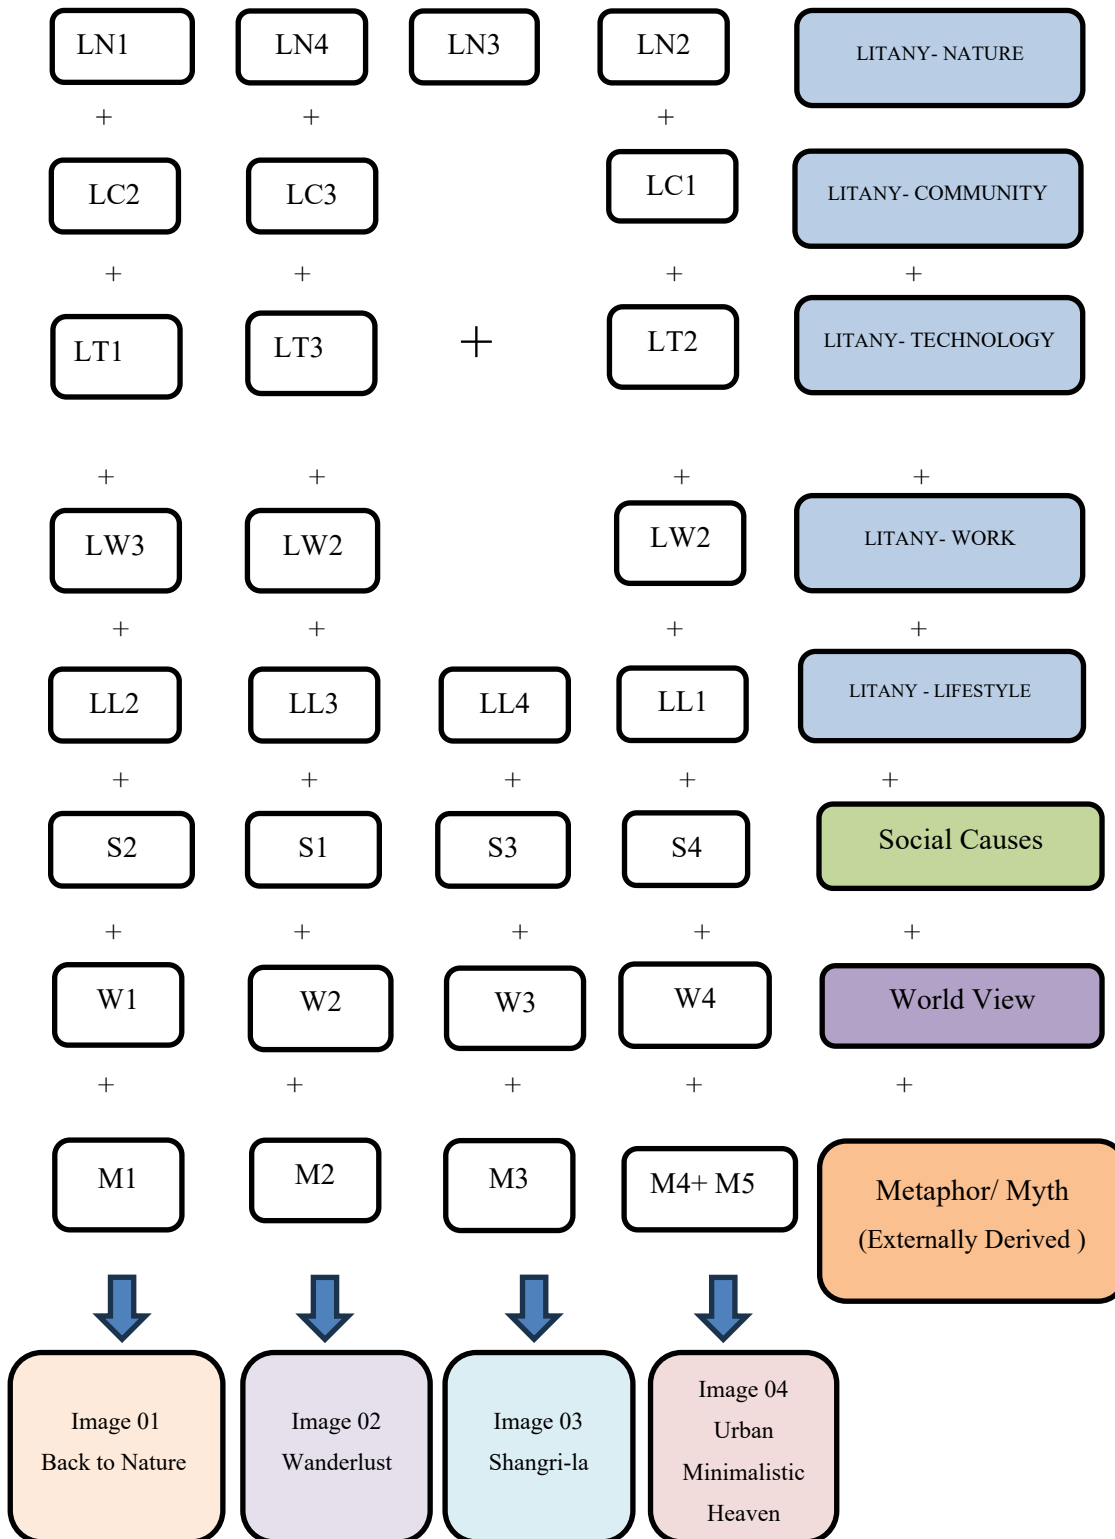 LN1 LN4 LN3 LN2 LITANY- NATURE
+ + +
LC2 LC3 LC1 LITANY- COMMUNITY
+ + + +
LT1 LT3 + LT2 LITANY- TECHNOLOGY
+ + + +
LW3 LW2 LW2 LITANY- WORK
+ + + +
LL2 LL3 LL4 LL1 LITANY - LIFESTYLE
+ + + + +
S2 S1 S3 S4 Social Causes
+ + + + +
W1 W2 W3 W4 World View
+ + + + +
M1 M2 M3 M4+ M5 Metaphor/ Myth
(Externally Derived )
Image 01
Back to Nature
Image 02
Wanderlust
Image 03
Shangri-la
Image 04
Urban
Minimalistic
Heaven